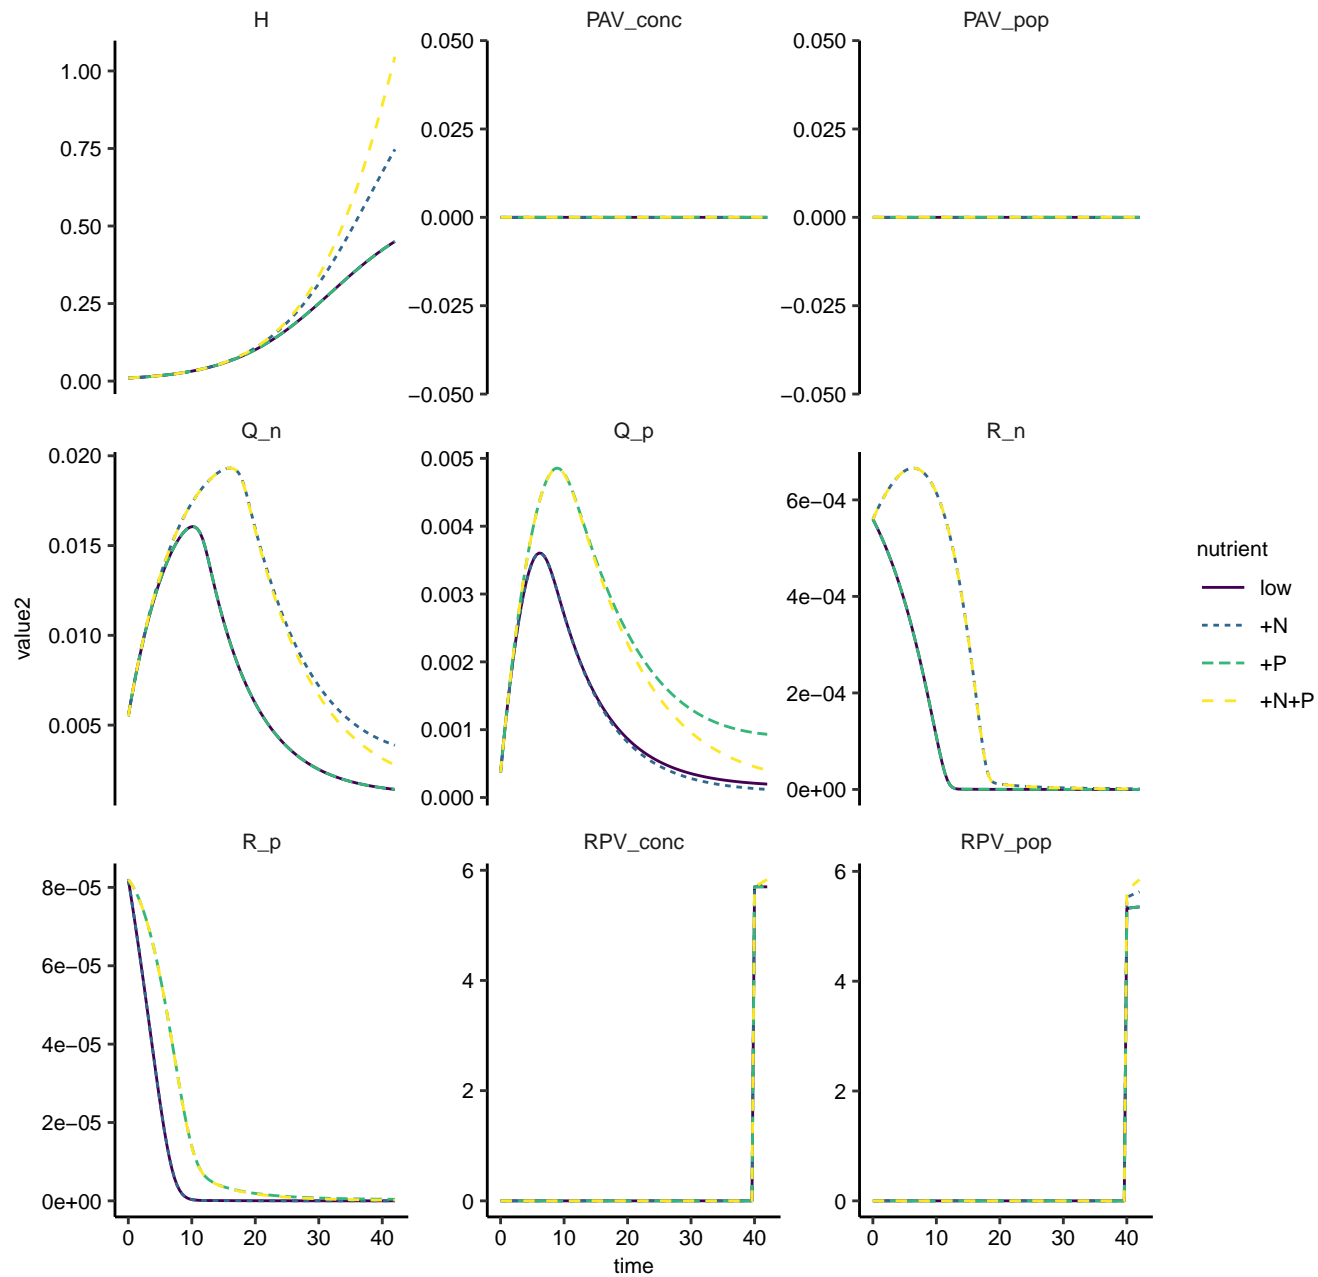 H
PAV_conc
PAV_pop
1.00
0.75
0.50
0.25
0.00
0.050
0.025
0.000
−0.025
−0.050
0.050
0.025
0.000
−0.025
−0.050
Q_n
Q_p
R_n
0.020
0.015
0.010
0.005
0.005
0.004
0.003
0.002
0.001
0.000
6e−04
4e−04
2e−04
0e+00
R_p
RPV_conc
RPV_pop
8e−05
6e−05
4e−05
2e−05
0e+00
6
4
2
0
6
4
2
0
0 10 20 30 40
0 10 20 30 40
0 10 20 30 40
time
value2
nutrient
low
+N
+P
+N+P